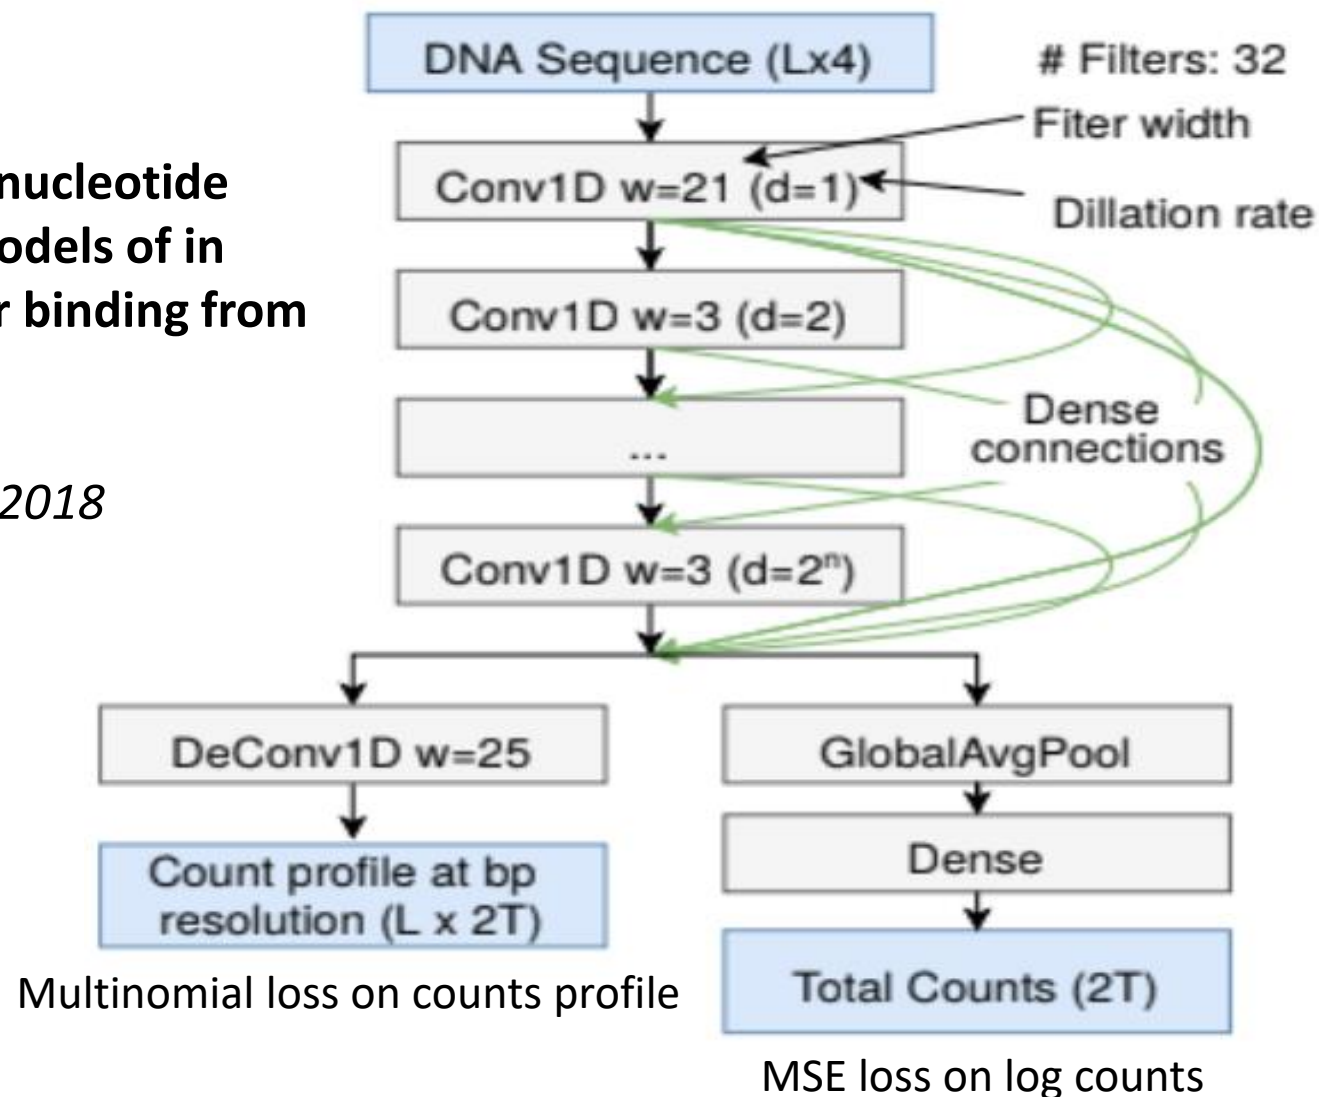 DNA Sequence (Lx4)
# Filters: 32
Fiter width
nucleotide
Conv1D w=21 (d=1)
Dillation rate
odels of in
r binding from
Conv1D w=3 (d=2)
Dense
connections
...
2018
Conv1D w=3 (d=2ⁿ)
DeConv1D w=25
GlobalAvgPool
Count profile at bp
resolution (L x 2T)
Dense
Multinomial loss on counts profile
Total Counts (2T)
MSE loss on log counts